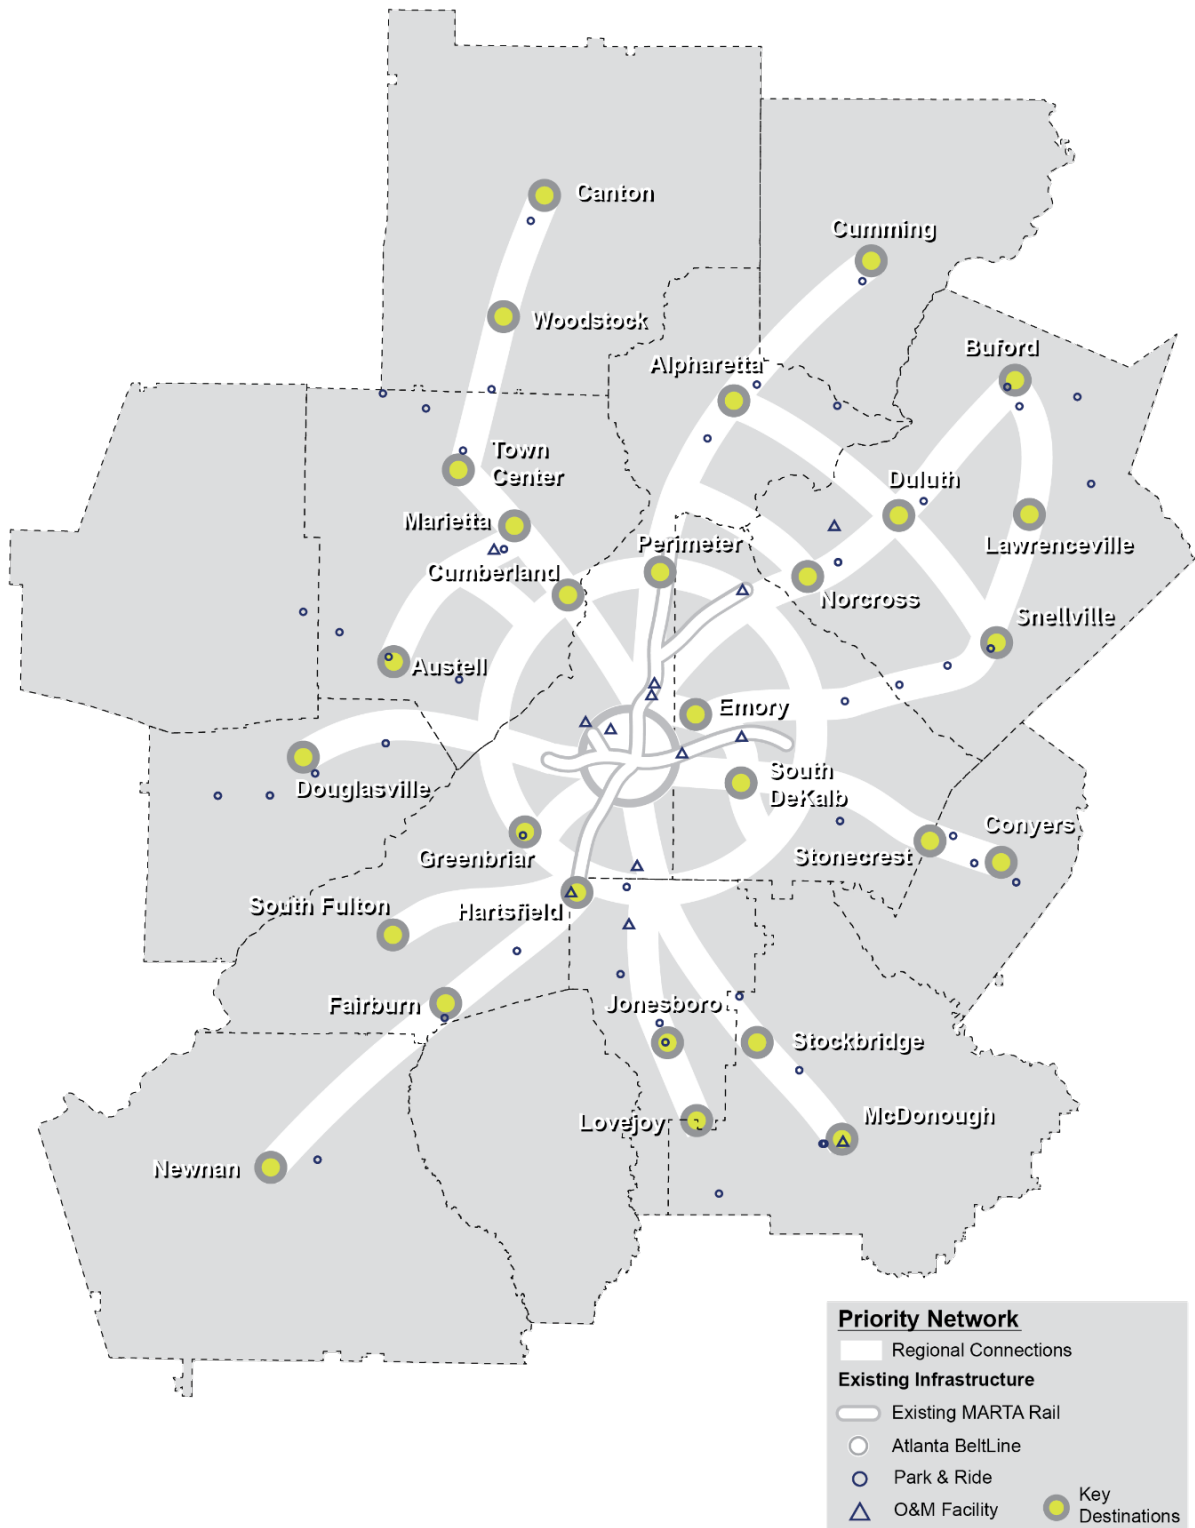 Canton
Cumming
Woodstock
Buford
Alpharetta
Town
Center
Duluth
Marietta
Perimeter
Lawrenceville
Cumberland
Norcross
Snellville
Austell
Emory
South
DeKalb
Douglasville
Conyers
Greenbriar
Stonecrest
South Fulton
Hartsfield
Fairburn
Jonesboro
Stockbridge
Lovejoy
McDonough
Newnan
Priority Network
Regional Connections
Existing Infrastructure
Existing MARTA Rail
Atlanta BeltLine
Park & Ride
O&M Facility
Key
Destinations